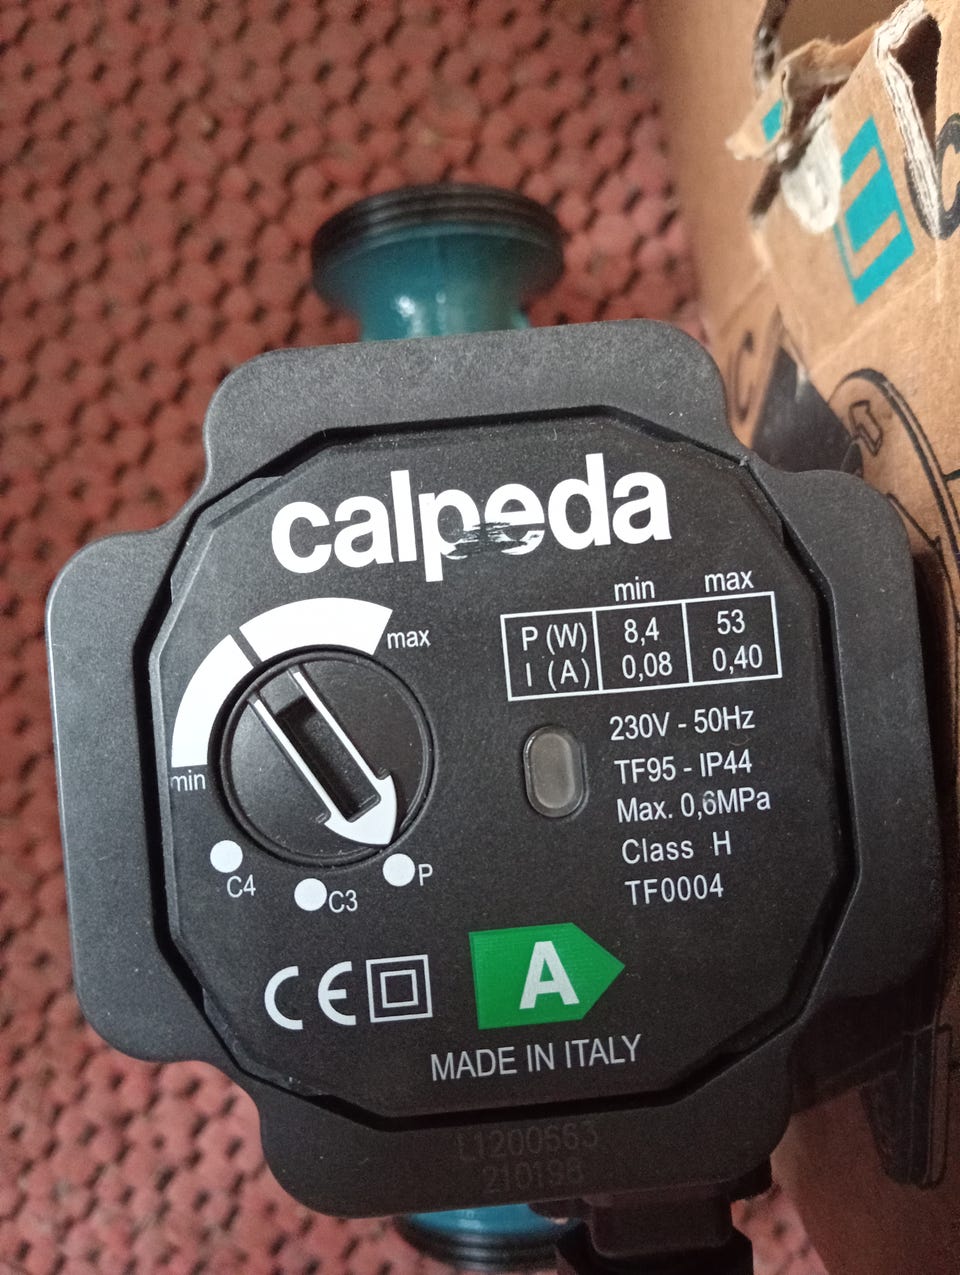 calpeda
min max
P (W) 8,4 53
I (A) 0,08 0,40
max
min
C4
C3
P
230V - 50Hz
TF95 - IP44
Max. 0,6MPa
Class H
TF0004
CE
A
MADE IN ITALY
L1200663
210198